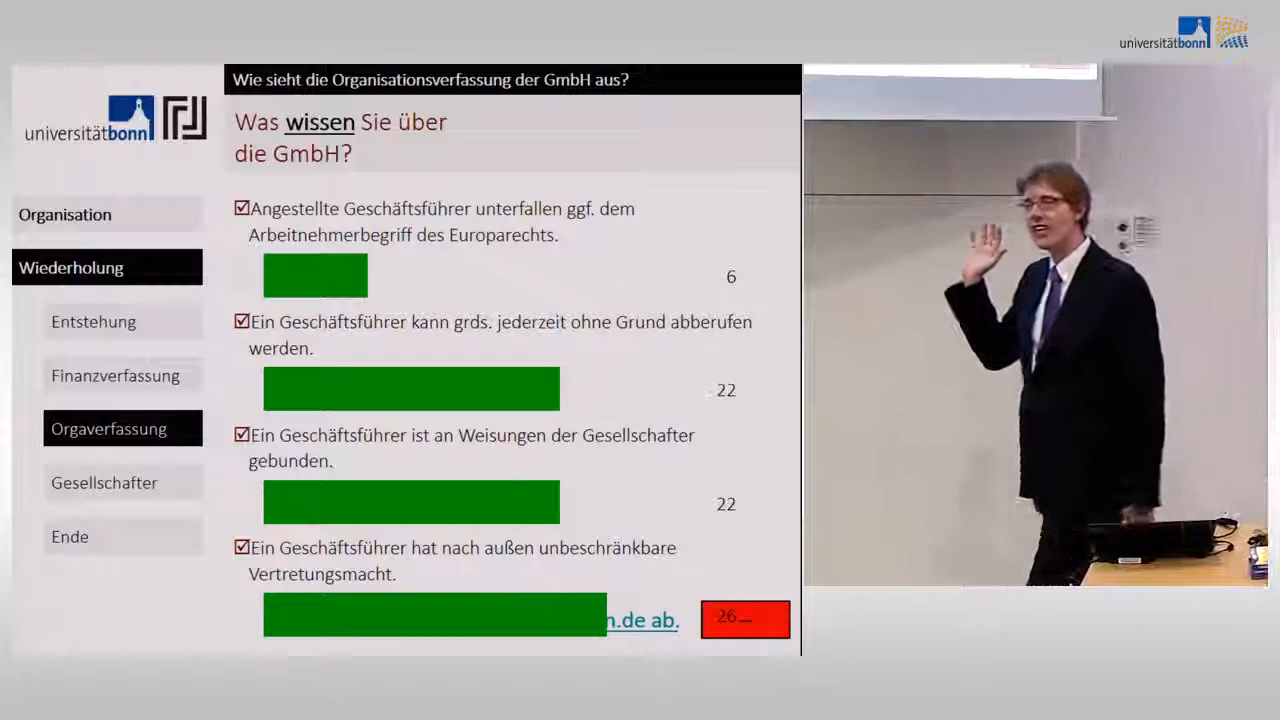 universitätbonn
Wie sieht die Organisationsverfassung der GmbH aus?
universitätbonn
Was wissen Sie über
die GmbH?
Organisation
Wiederholung
Entstehung
Finanzverfassung
Orgaverfassung
Gesellschafter
Ende
Angestellte Geschäftsführer unterfallen ggf. dem
Arbeitnehmerbegriff des Europarechts.
6
Ein Geschäftsführer kann grds. jederzeit ohne Grund abberufen
werden.
22
Ein Geschäftsführer ist an Weisungen der Gesellschafter
gebunden.
22
Ein Geschäftsführer hat nach außen unbeschränkbare
Vertretungsmacht.
n.de ab.
26